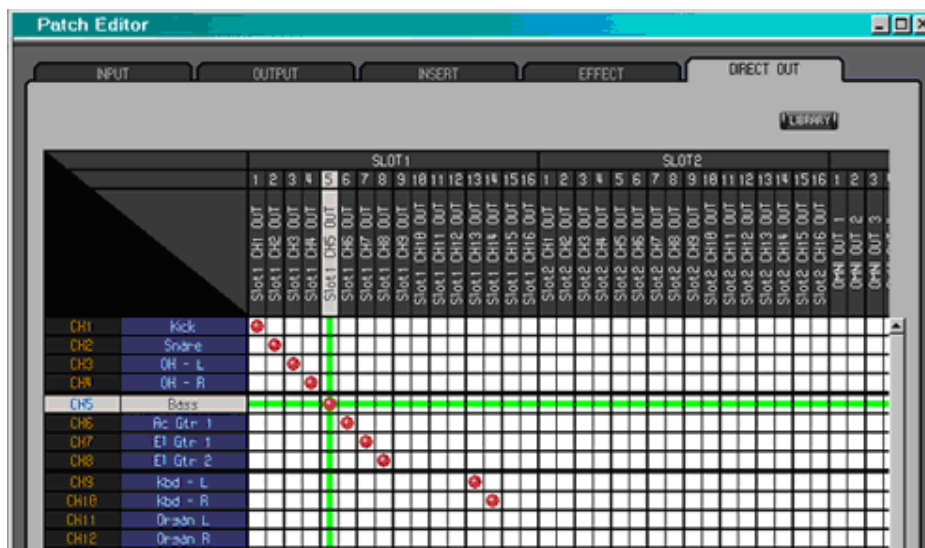 Patch Editor
INPUT OUTPUT INSERT EFFECT DIRECT OUT
LIBRARY
SLOT1 SLOT2
1 2 3 4 5 6 7 8 9 10 11 12 13 14 15 16 1 2 3 4 5 6 7 8 9 10 11 12 13 14 15 16 1 2 3
Slot1 CH1 OUT
Slot1 CH2 OUT
Slot1 CH3 OUT
Slot1 CH4 OUT
Slot1 CH5 OUT
Slot1 CH6 OUT
Slot1 CH7 OUT
Slot1 CH8 OUT
Slot1 CH9 OUT
Slot1 CH10 OUT
Slot1 CH11 OUT
Slot1 CH12 OUT
Slot1 CH13 OUT
Slot1 CH14 OUT
Slot1 CH15 OUT
Slot1 CH16 OUT
Slot2 CH1 OUT
Slot2 CH2 OUT
Slot2 CH3 OUT
Slot2 CH4 OUT
Slot2 CH5 OUT
Slot2 CH6 OUT
Slot2 CH7 OUT
Slot2 CH8 OUT
Slot2 CH9 OUT
Slot2 CH10 OUT
Slot2 CH11 OUT
Slot2 CH12 OUT
Slot2 CH13 OUT
Slot2 CH14 OUT
Slot2 CH15 OUT
Slot2 CH16 OUT
OMNI OUT 1
OMNI OUT 2
OMNI OUT 3
CH1 Kick
CH2 Snare
CH3 OH - L
CH4 OH - R
CH5 Bass
CH6 Ac Gtr 1
CH7 El Gtr 1
CH8 El Gtr 2
CH9 Kbd - L
CH10 Kbd - R
CH11 Organ L
CH12 Organ R